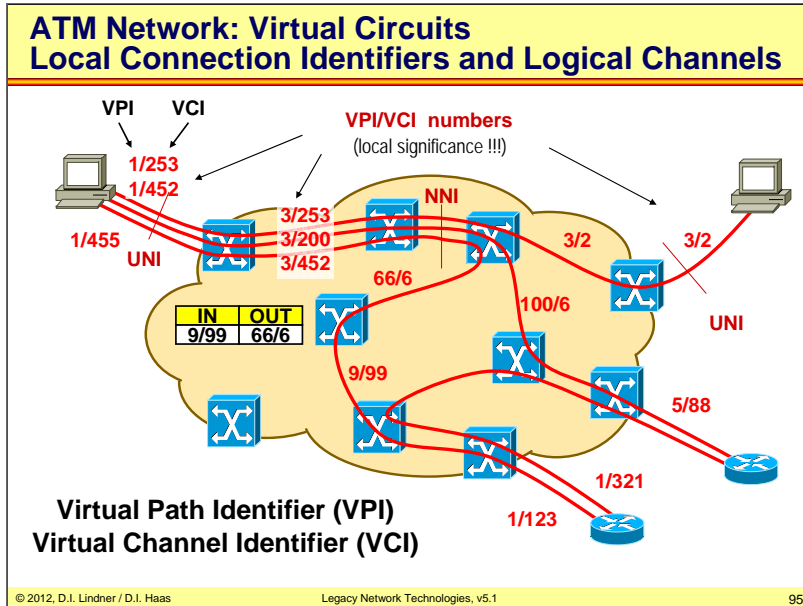 ATM Network: Virtual Circuits
Local Connection Identifiers and Logical Channels
VPI VCI
VPI/VCI numbers
(local significance !!!)
1/253
1/452
1/455
UNI
3/253
3/200
3/452
NNI
3/2
3/2
UNI
66/6
100/6
IN OUT
9/99 66/6
9/99
5/88
1/321
1/123
Virtual Path Identifier (VPI)
Virtual Channel Identifier (VCI)
© 2012, D.I. Lindner / D.I. Haas Legacy Network Technologies, v5.1 95